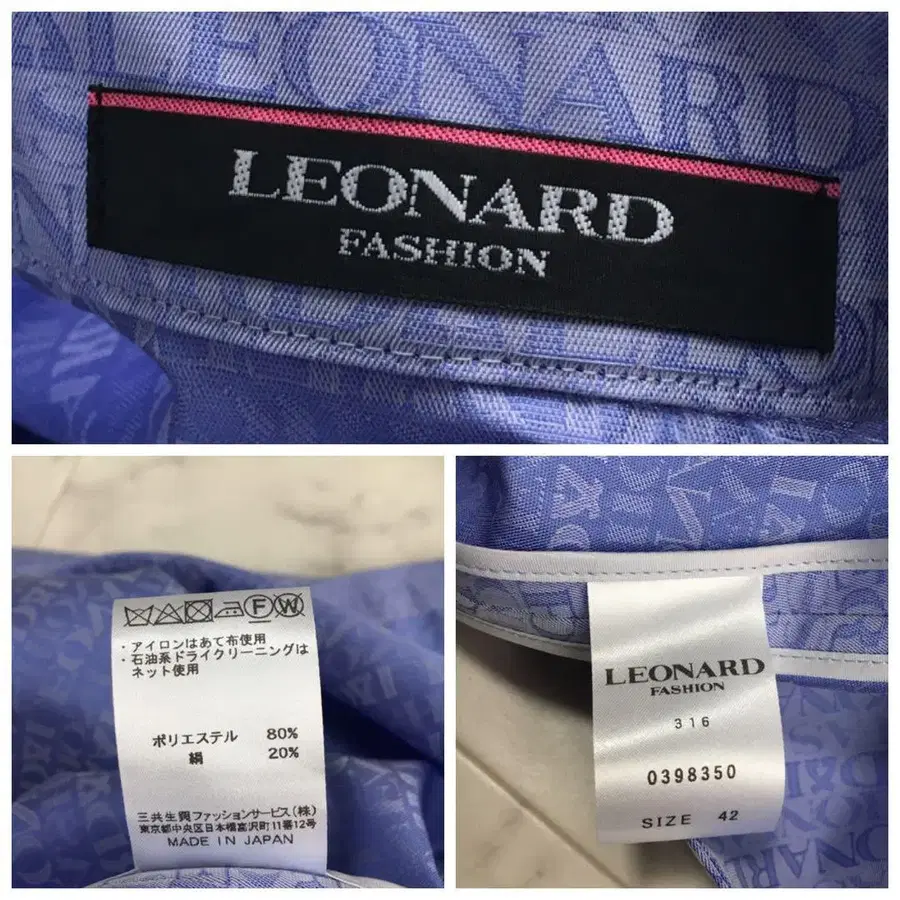 LEONARD
LEONARD
FASHION
・アイロンはあて布使用
・石油系ドライクリーニングは
ネット使用
ポリエステル 80%
絹 20%
三共生興ファッションサービス(株)
東京都中央区日本橋富沢町11番12号
MADE IN JAPAN
LEONARD
FASHION
316
0398350
SIZE 42